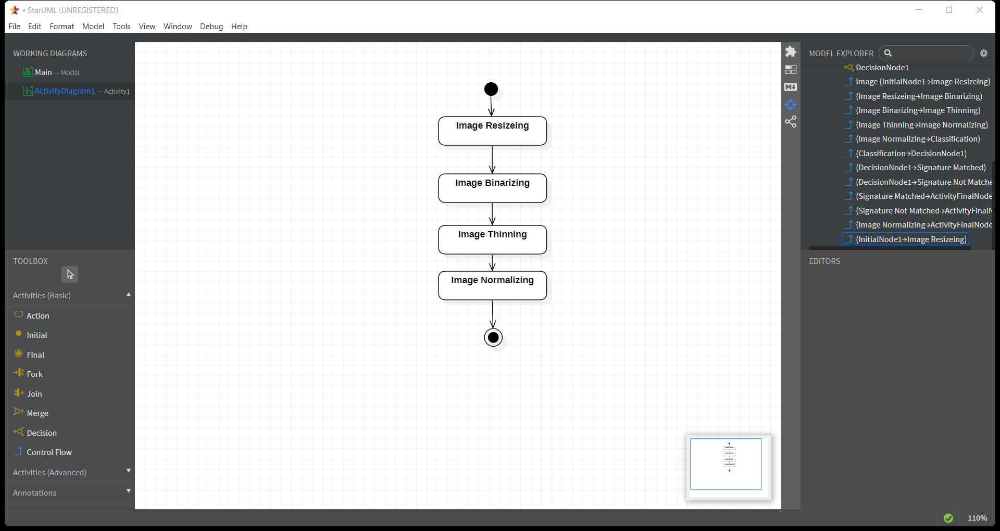 • StarUML (UNREGISTERED)
File Edit Format Model Tools View Window Debug Help
WORKING DIAGRAMS
Main — Model
ActivityDiagram1 — Activity1
TOOLBOX
Activities (Basic)
Action
Initial
Final
Fork
Join
Merge
Decision
Control Flow
Activities (Advanced)
Annotations
Image Resizeing
Image Binarizing
Image Thinning
Image Normalizing
MODEL EXPLORER
DecisionNode1
Image (InitialNode1→Image Resizeing)
(Image Resizeing→Image Binarizing)
(Image Binarizing→Image Thinning)
(Image Thinning→Image Normalizing)
(Image Normalizing→Classification)
(Classification→DecisionNode1)
(DecisionNode1→Signature Matched)
(DecisionNode1→Signature Not Matche
(Signature Matched→ActivityFinalNode
(Signature Not Matched→ActivityFinalN
(Image Normalizing→ActivityFinalNode
(InitialNode1→Image Resizeing)
EDITORS
110%